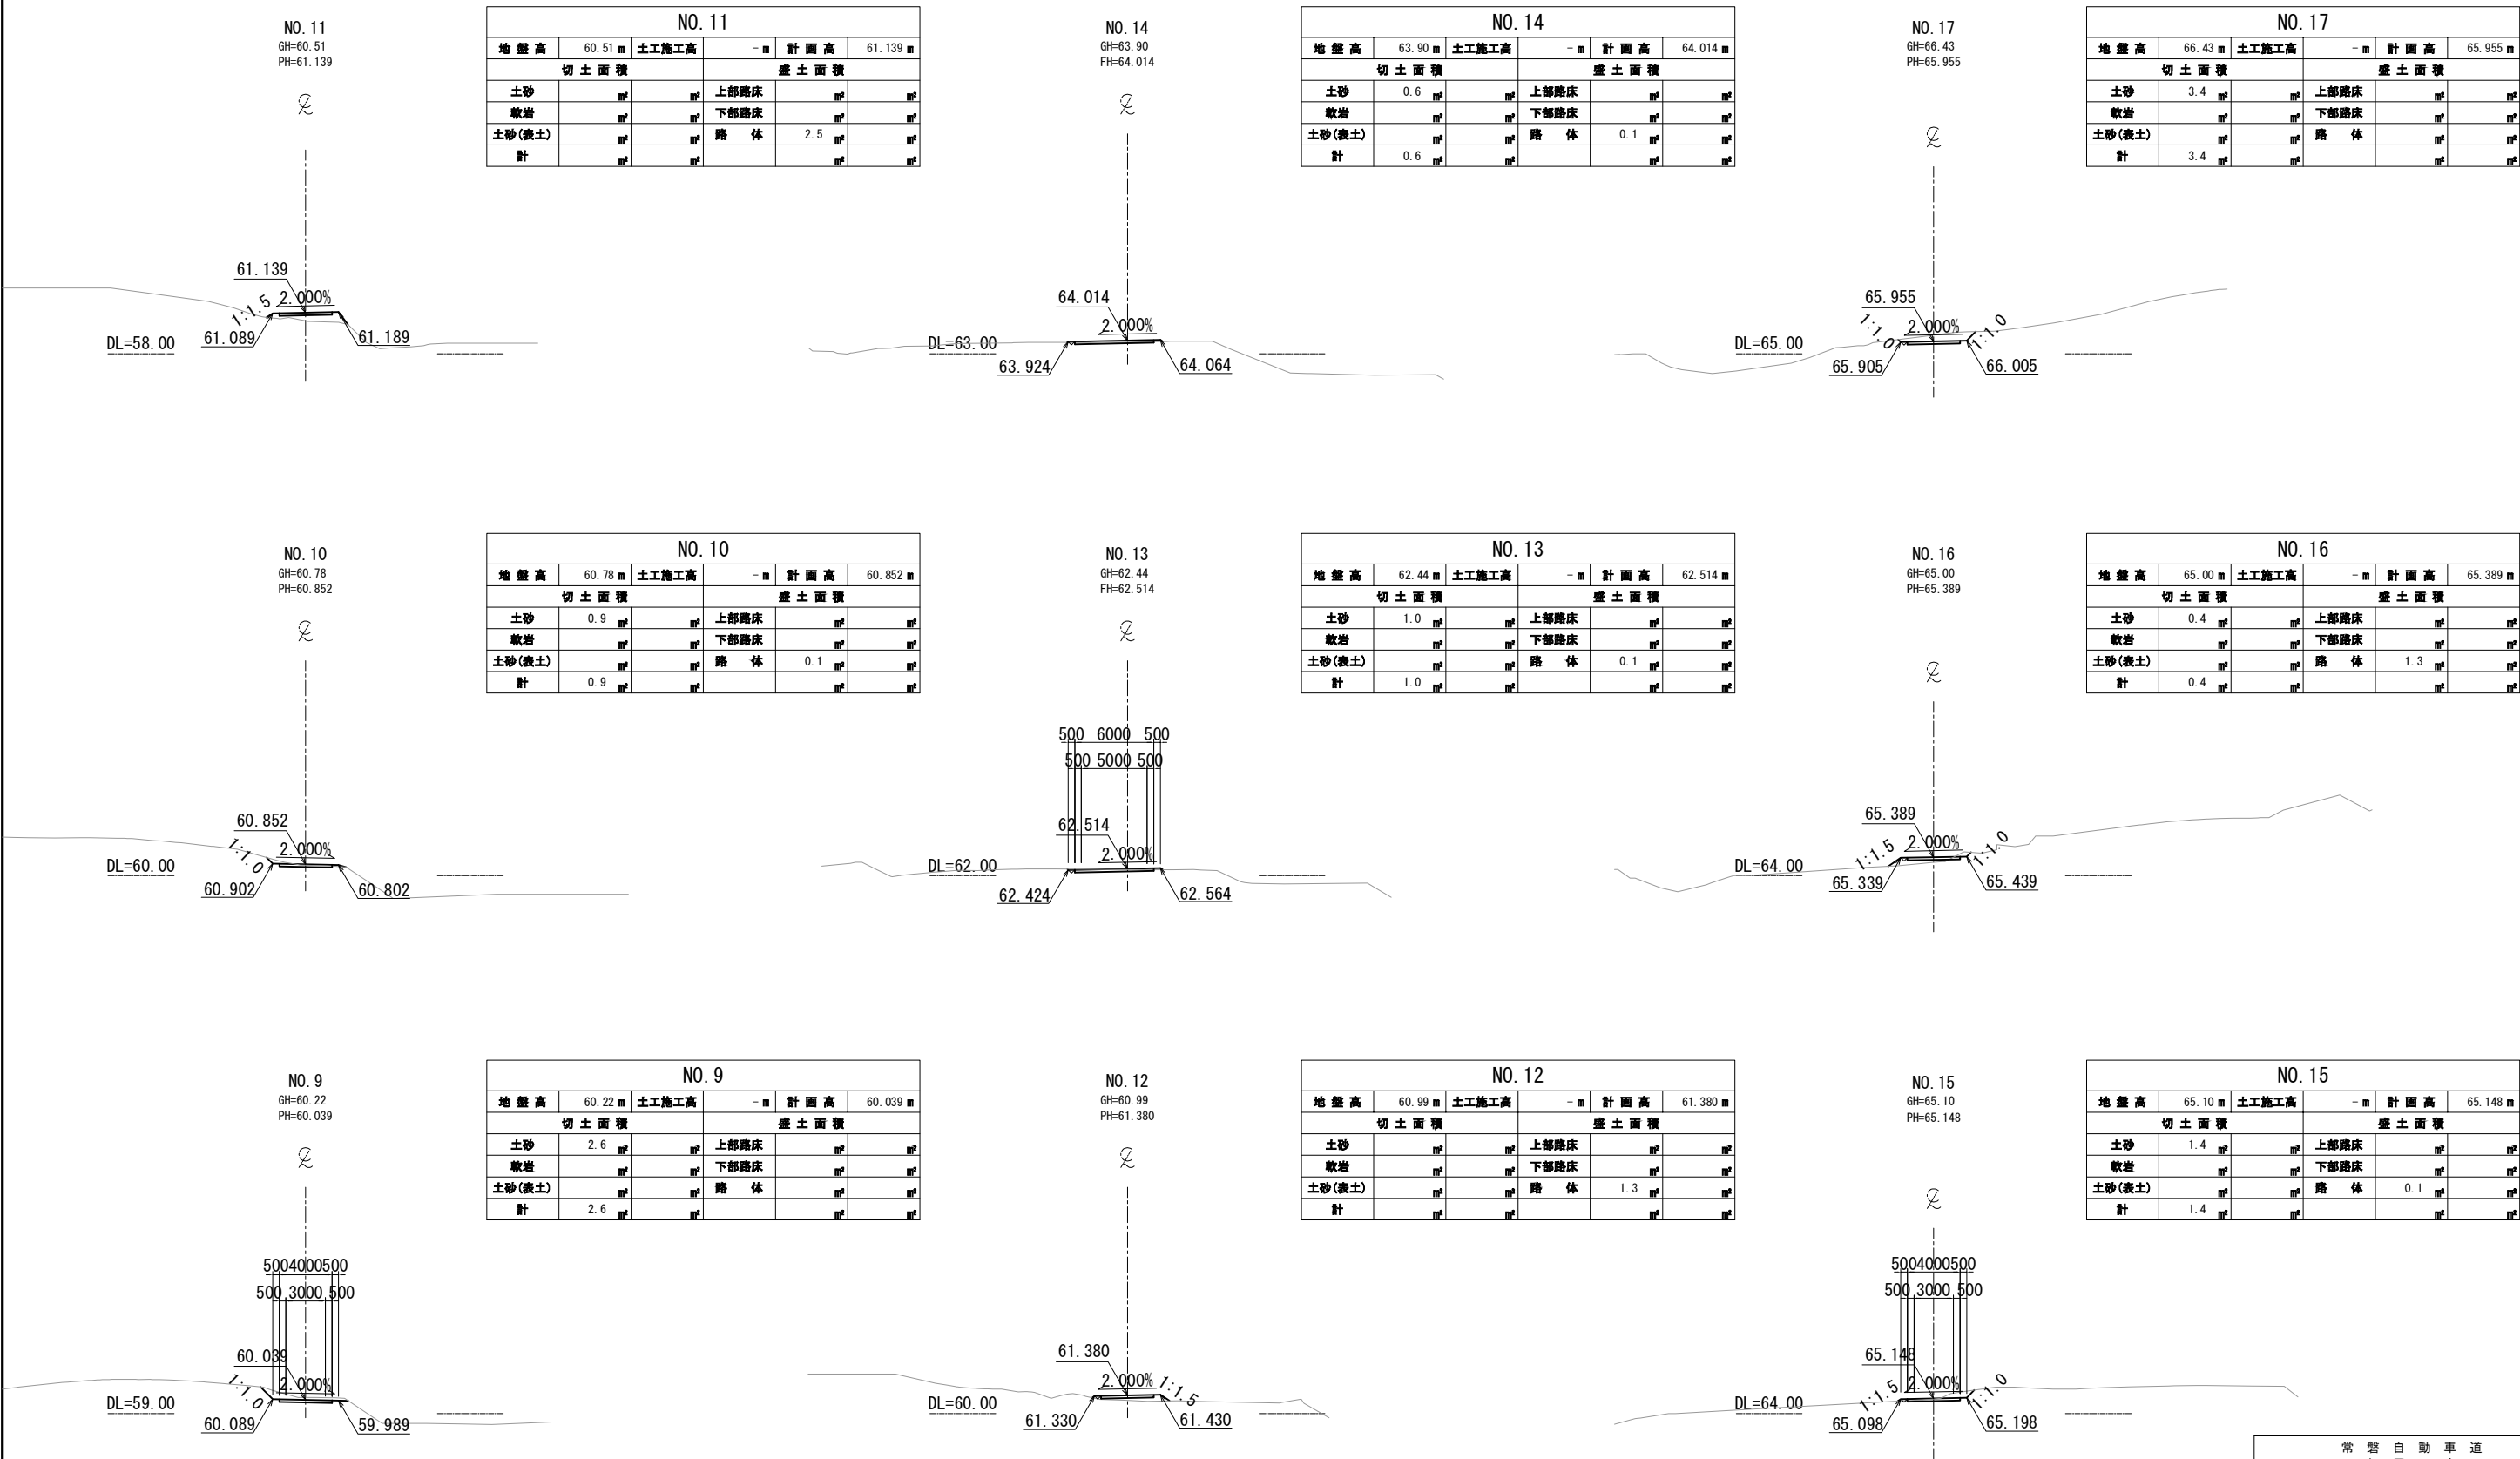 NO. 11
GH=60.51
PH=61.139
NO. 11
地 盤 高 60.51 m 土工施工高 - m 計 画 高 61.139 m
切 土 面 積 盛 土 面 積
土砂 m² m² 上部路床 m² m²
軟岩 m² m² 下部路床 m² m²
土砂(表土) m² m² 路 体 2.5 m² m²
計 m² m² m² m²
61.139
1:1.5 2.000%
DL=58.00 61.089 61.189
NO. 14
GH=63.90
FH=64.014
NO. 14
地 盤 高 63.90 m 土工施工高 - m 計 画 高 64.014 m
切 土 面 積 盛 土 面 積
土砂 0.6 m² m² 上部路床 m² m²
軟岩 m² m² 下部路床 m² m²
土砂(表土) m² m² 路 体 0.1 m² m²
計 0.6 m² m² m² m²
64.014
2.000%
DL=63.00
63.924 64.064
NO. 17
GH=66.43
PH=65.955
NO. 17
地 盤 高 66.43 m 土工施工高 - m 計 画 高 65.955 m
切 土 面 積 盛 土 面 積
土砂 3.4 m² m² 上部路床 m² m²
軟岩 m² m² 下部路床 m² m²
土砂(表土) m² m² 路 体 m² m²
計 3.4 m² m² m² m²
65.955
1:1.0 2.000% 1:1.0
DL=65.00
65.905 66.005
NO. 10
GH=60.78
PH=60.852
NO. 10
地 盤 高 60.78 m 土工施工高 - m 計 画 高 60.852 m
切 土 面 積 盛 土 面 積
土砂 0.9 m² m² 上部路床 m² m²
軟岩 m² m² 下部路床 m² m²
土砂(表土) m² m² 路 体 0.1 m² m²
計 0.9 m² m² m² m²
60.852
1:1.0 2.000%
DL=60.00
60.902 60.802
NO. 13
GH=62.44
FH=62.514
NO. 13
地 盤 高 62.44 m 土工施工高 - m 計 画 高 62.514 m
切 土 面 積 盛 土 面 積
土砂 1.0 m² m² 上部路床 m² m²
軟岩 m² m² 下部路床 m² m²
土砂(表土) m² m² 路 体 0.1 m² m²
計 1.0 m² m² m² m²
500 6000 500
500 5000 500
62.514
2.000%
DL=62.00
62.424 62.564
NO. 16
GH=65.00
PH=65.389
NO. 16
地 盤 高 65.00 m 土工施工高 - m 計 画 高 65.389 m
切 土 面 積 盛 土 面 積
土砂 0.4 m² m² 上部路床 m² m²
軟岩 m² m² 下部路床 m² m²
土砂(表土) m² m² 路 体 1.3 m² m²
計 0.4 m² m² m² m²
65.389
1:1.5 2.000% 1:1.0
DL=64.00
65.339 65.439
NO. 9
GH=60.22
PH=60.039
NO. 9
地 盤 高 60.22 m 土工施工高 - m 計 画 高 60.039 m
切 土 面 積 盛 土 面 積
土砂 2.6 m² m² 上部路床 m² m²
軟岩 m² m² 下部路床 m² m²
土砂(表土) m² m² 路 体 m² m²
計 2.6 m² m² m² m²
500 4000 500
500 3000 500
60.039
1:1.0 2.000%
DL=59.00
60.089 59.989
NO. 12
GH=60.99
PH=61.380
NO. 12
地 盤 高 60.99 m 土工施工高 - m 計 画 高 61.380 m
切 土 面 積 盛 土 面 積
土砂 m² m² 上部路床 m² m²
軟岩 m² m² 下部路床 m² m²
土砂(表土) m² m² 路 体 1.3 m² m²
計 m² m² m² m²
61.380
2.000% 1:1.5
DL=60.00
61.330 61.430
NO. 15
GH=65.10
PH=65.148
NO. 15
地 盤 高 65.10 m 土工施工高 - m 計 画 高 65.148 m
切 土 面 積 盛 土 面 積
土砂 1.4 m² m² 上部路床 m² m²
軟岩 m² m² 下部路床 m² m²
土砂(表土) m² m² 路 体 0.1 m² m²
計 1.4 m² m² m² m²
500 4000 500
500 3000 500
65.148
1:1.5 2.000% 1:1.0
DL=64.00
65.098 65.198
常 磐 自 動 車 道